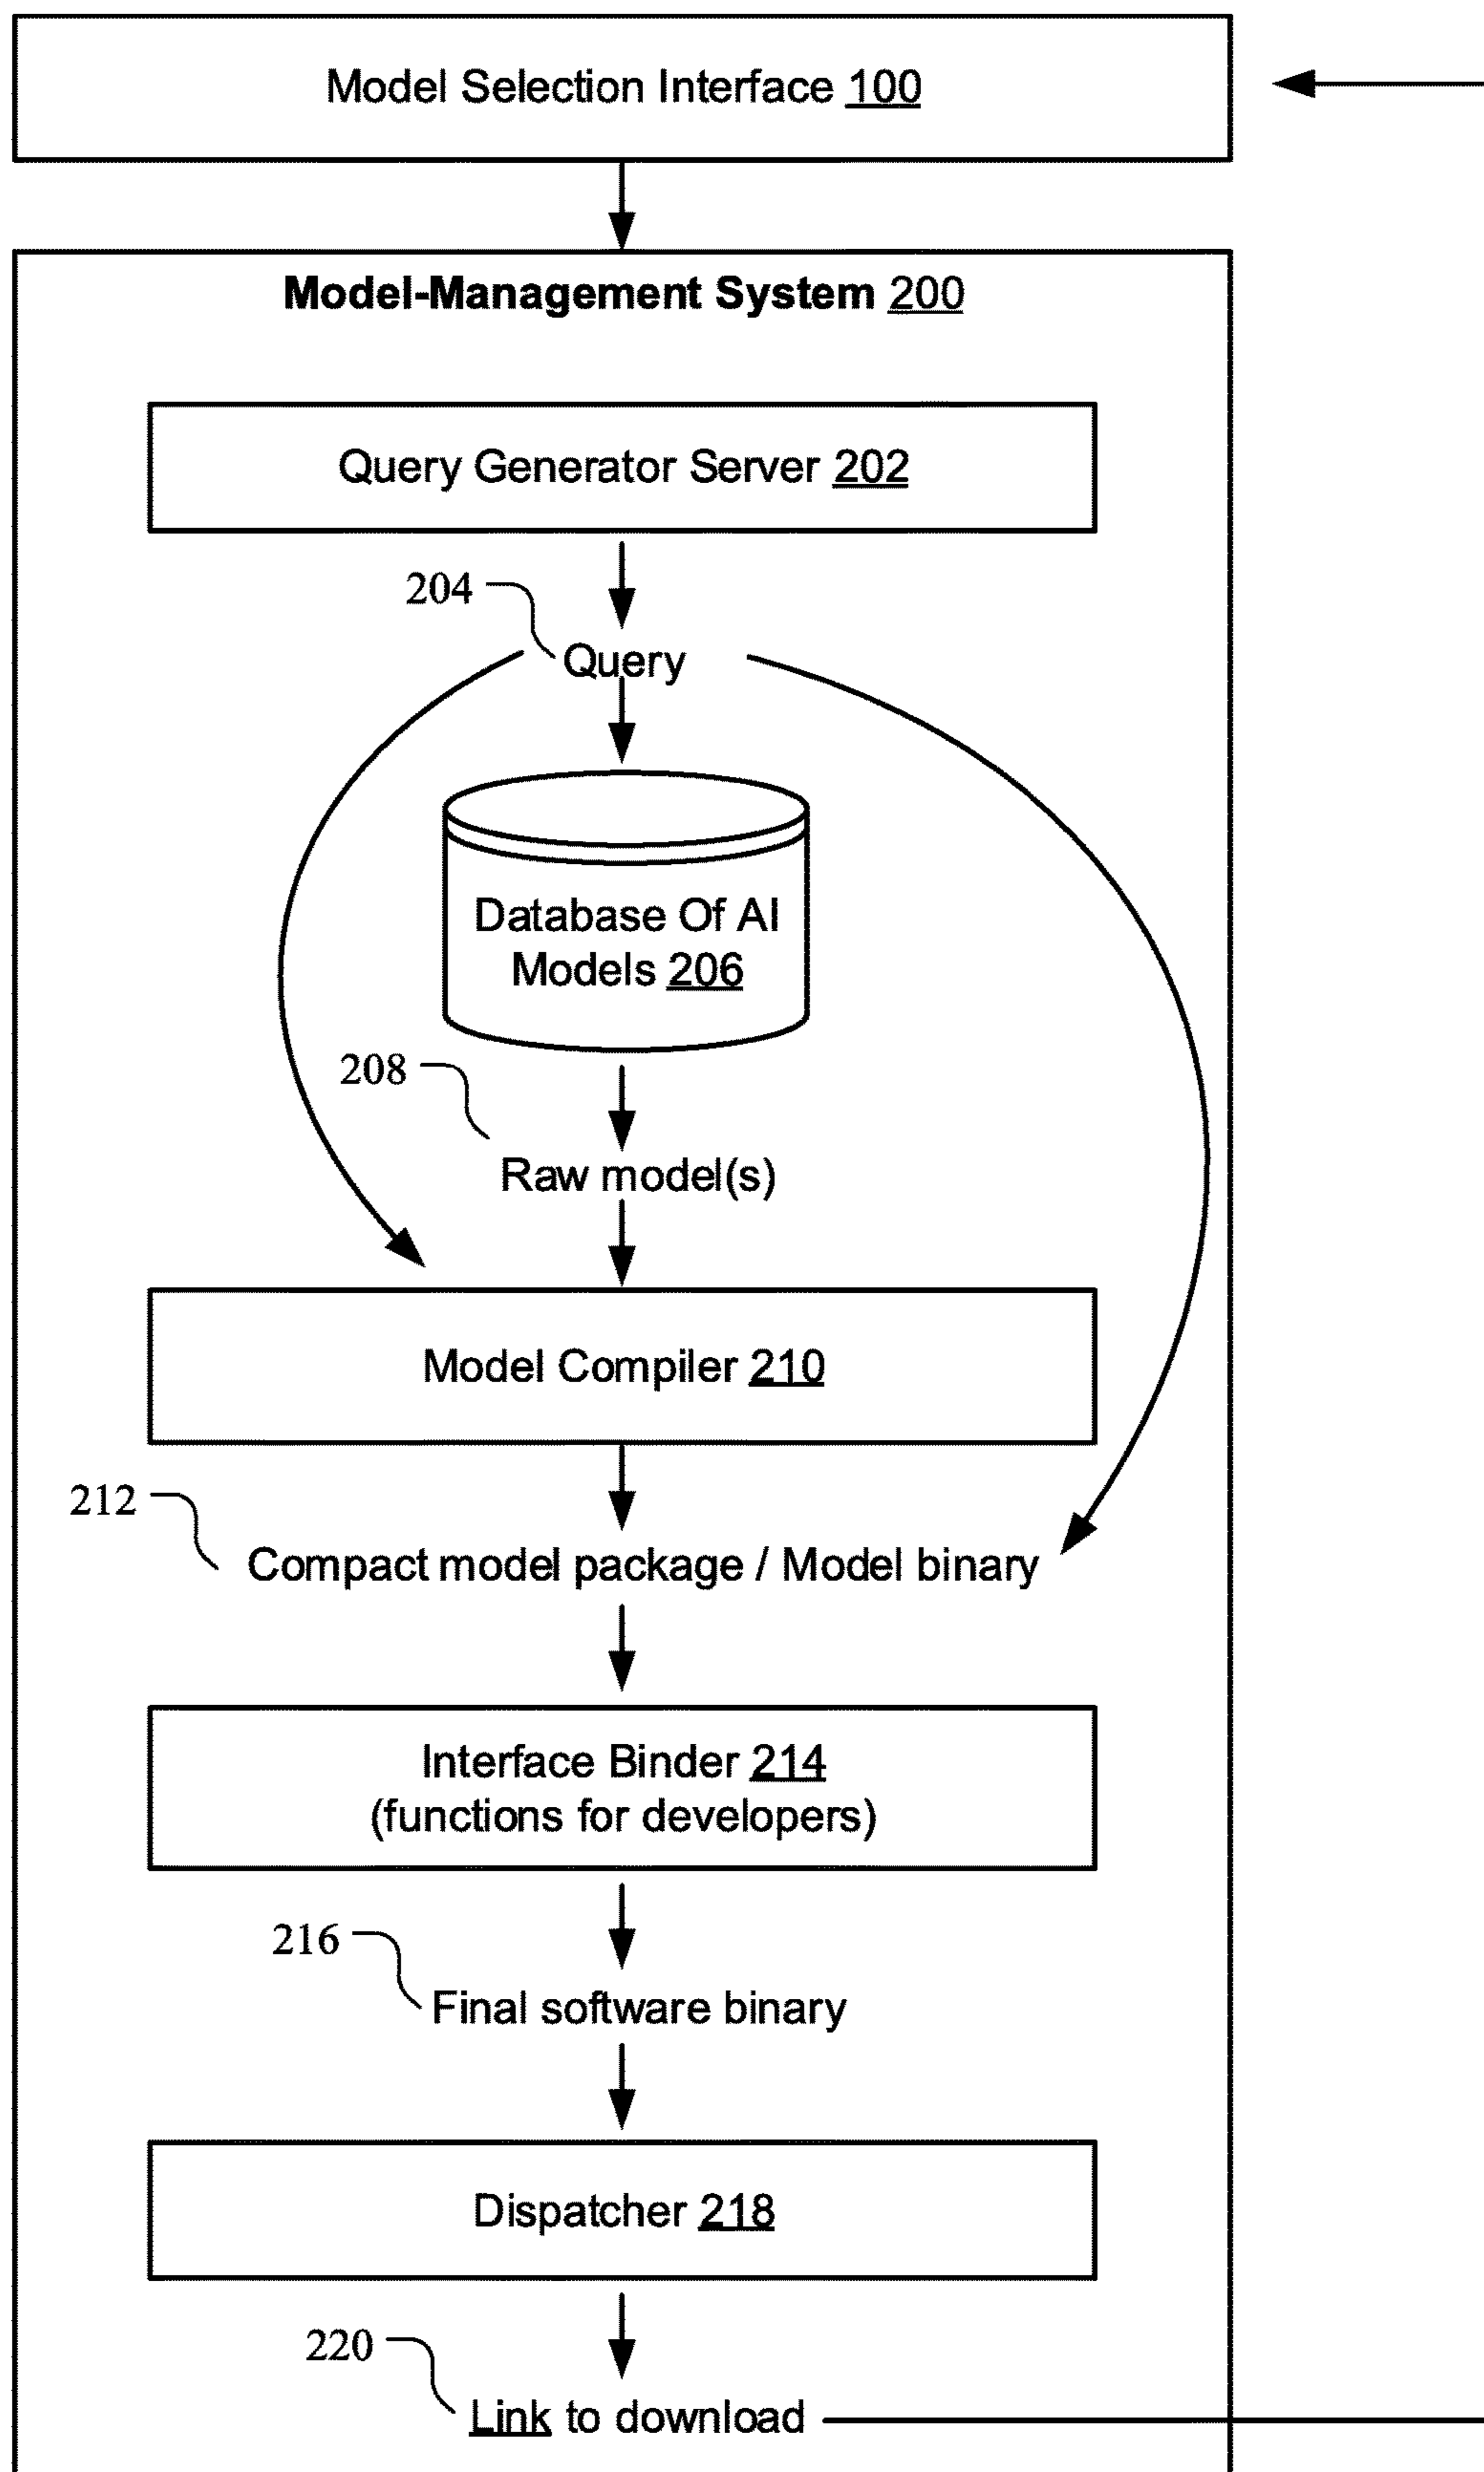 Model Selection Interface 100
Model-Management System 200
Query Generator Server 202
204
Query
Database Of AI
Models 206
208
Raw model(s)
Model Compiler 210
212
Compact model package / Model binary
Interface Binder 214
(functions for developers)
216
Final software binary
Dispatcher 218
220
Link to download